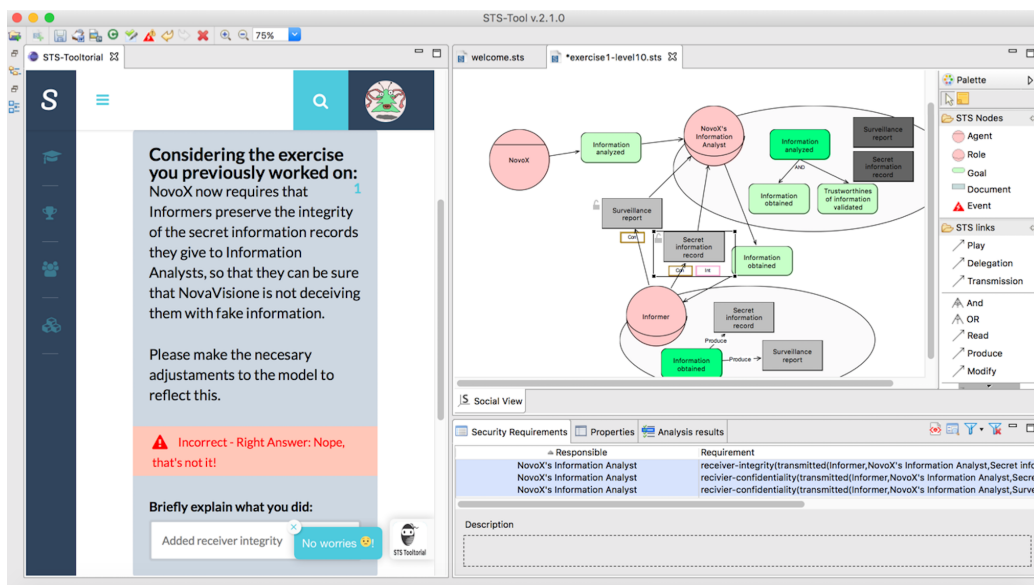 STS-Tool v.2.1.0
75%
STS-Tooltorial
S
Considering the exercise
you previously worked on:
NovoX now requires that
1
Informers preserve the integrity
of the secret information records
they give to Information
Analysts, so that they can be sure
that NovaVisione is not deceiving
them with fake information.
Please make the necesary
adjustaments to the model to
reflect this.
Incorrect - Right Answer: Nope,
that's not it!
Briefly explain what you did:
Added receiver integrity
No worries
STS Tooltorial
welcome.sts
*exercise1-level10.sts
NovoX
Information
analyzed
NovoX's
Information
Analyst
Information
analyzed
AND
Information
obtained
Trustworthines
of information
validated
Surveillance
report
Secret
information
record
Surveillance
report
Con
Secret
information
record
Con
Int
Information
obtained
Informer
Secret
information
record
Produce
Information
obtained
Produce
Surveillance
report
Palette
STS Nodes
Agent
Role
Goal
Document
Event
STS links
Play
Delegation
Transmission
And
OR
Read
Produce
Modify
Social View
Security Requirements
Properties
Analysis results
Responsible
Requirement
NovoX's Information Analyst
receiver-integrity(transmitted(Informer,NovoX's Information Analyst,Secret info
NovoX's Information Analyst
recivier-confidentiality(transmitted(Informer,NovoX's Information Analyst,Secre
NovoX's Information Analyst
recivier-confidentiality(transmitted(Informer,NovoX's Information Analyst,Surve
Description